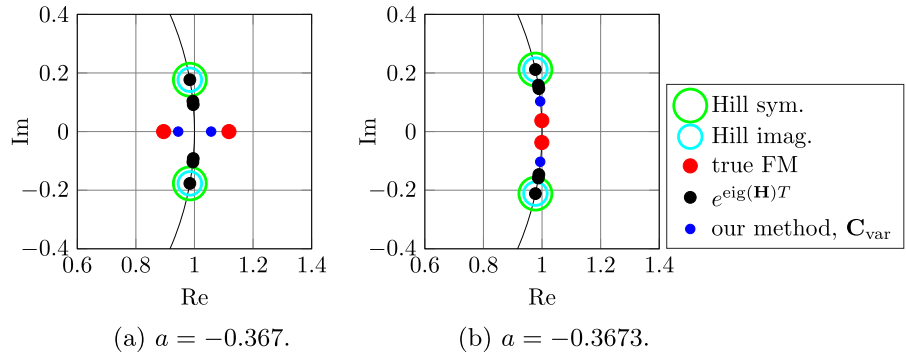 0.4
0.2
0
−0.2
−0.4
Im
0.6
0.8
1
1.2
1.4
Re
(a) a = −0.367.
0.4
0.2
0
−0.2
−0.4
Im
0.6
0.8
1
1.2
1.4
Re
(b) a = −0.3673.
Hill sym.
Hill imag.
true FM
e^{eig(𝐇)T}
our method, 𝐂_{var}